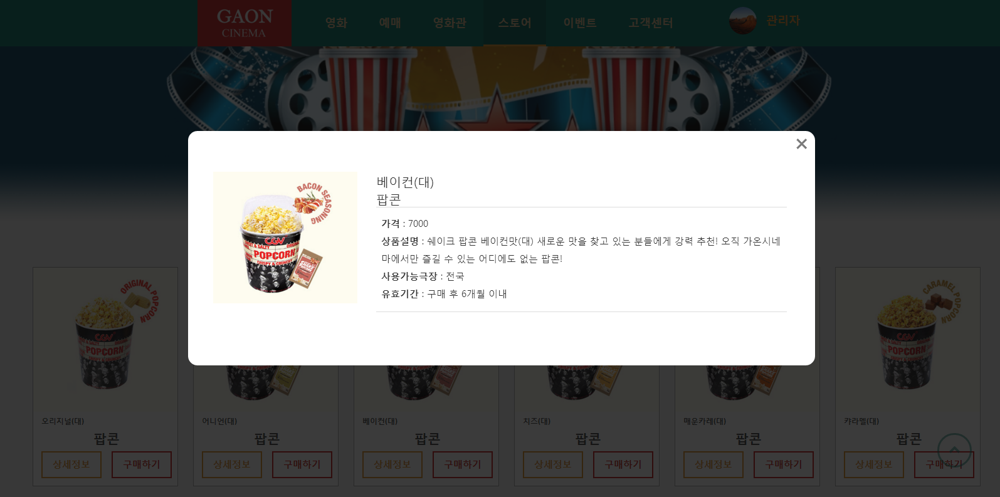 GAON
CINEMA
영화
예매
영화관
스토어
이벤트
고객센터
관리자
베이컨(대)
팝콘
BACON SEASONING
CGV
POPCORN
CRISPY & CRUNCHY
SHAKE POPCORN
가격 : 7000
상품설명 : 쉐이크 팝콘 베이컨맛(대) 새로운 맛을 찾고 있는 분들에게 강력 추천! 오직 가온시네
마에서만 즐길 수 있는 어디에도 없는 팝콘!
사용가능극장 : 전국
유효기간 : 구매 후 6개월 이내
ORIGINAL POPCORN
CGV
POPCORN
CARAMEL POPCORN
CGV
POPCORN
오리지널(대)
어니언(대)
베이컨(대)
치즈(대)
매운카레(대)
캬라멜(대)
팝콘
팝콘
팝콘
팝콘
팝콘
팝콘
상세정보
구매하기
상세정보
구매하기
상세정보
구매하기
상세정보
구매하기
상세정보
구매하기
상세정보
구매하기